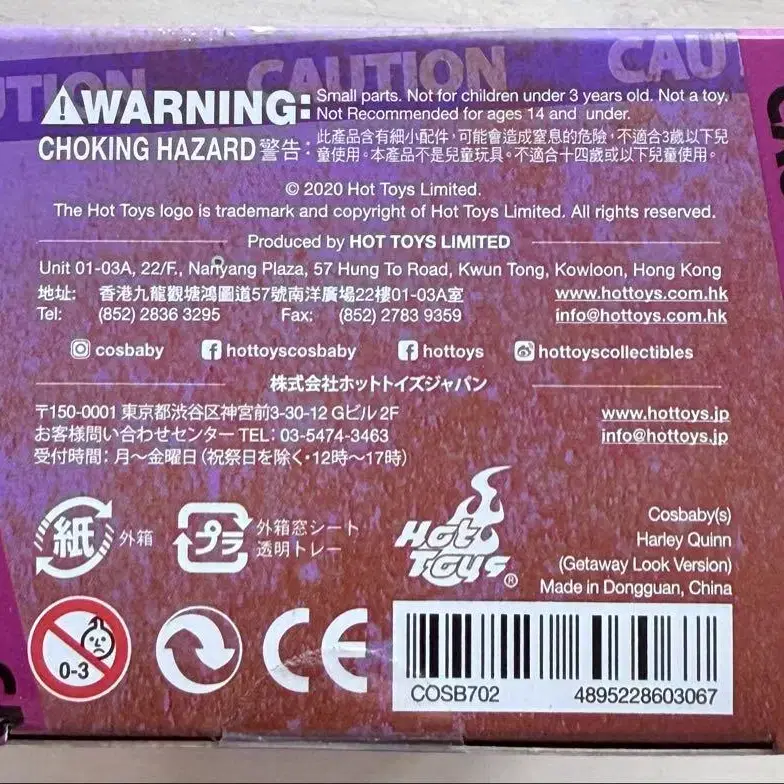 CAUTION CAUTION CAU
WARNING: Small parts. Not for children under 3 years old. Not a toy.
Not Recommended for ages 14 and under.
CHOKING HAZARD 警告: 此產品含有細小配件,可能會造成窒息的危險,不適合3歲以下兒
童使用。本產品不是兒童玩具。不適合十四歲或以下兒童使用。
© 2020 Hot Toys Limited.
The Hot Toys logo is trademark and copyright of Hot Toys Limited. All rights reserved.
Produced by HOT TOYS LIMITED
Unit 01-03A, 22/F., Nanyang Plaza, 57 Hung To Road, Kwun Tong, Kowloon, Hong Kong
地址: 香港九龍觀塘鴻圖道57號南洋廣場22樓01-03A室 www.hottoys.com.hk
Tel: (852) 2836 3295 Fax: (852) 2783 9359 info@hottoys.com.hk
cosbaby hottoyscosbaby hottoys hottoyscollectibles
株式会社ホットトイズジャパン
〒150-0001 東京都渋谷区神宮前3-30-12 Gビル 2F www.hottoys.jp
お客様問い合わせセンター TEL: 03-5474-3463 info@hottoys.jp
受付時間: 月~金曜日(祝祭日を除く・12時~17時)
紙 外箱
プラ 外箱窓シート
透明トレー
Hot
Toys®
Cosbaby(s)
Harley Quinn
(Getaway Look Version)
Made in Dongguan, China
0-3
CE
COSB702 4895228603067